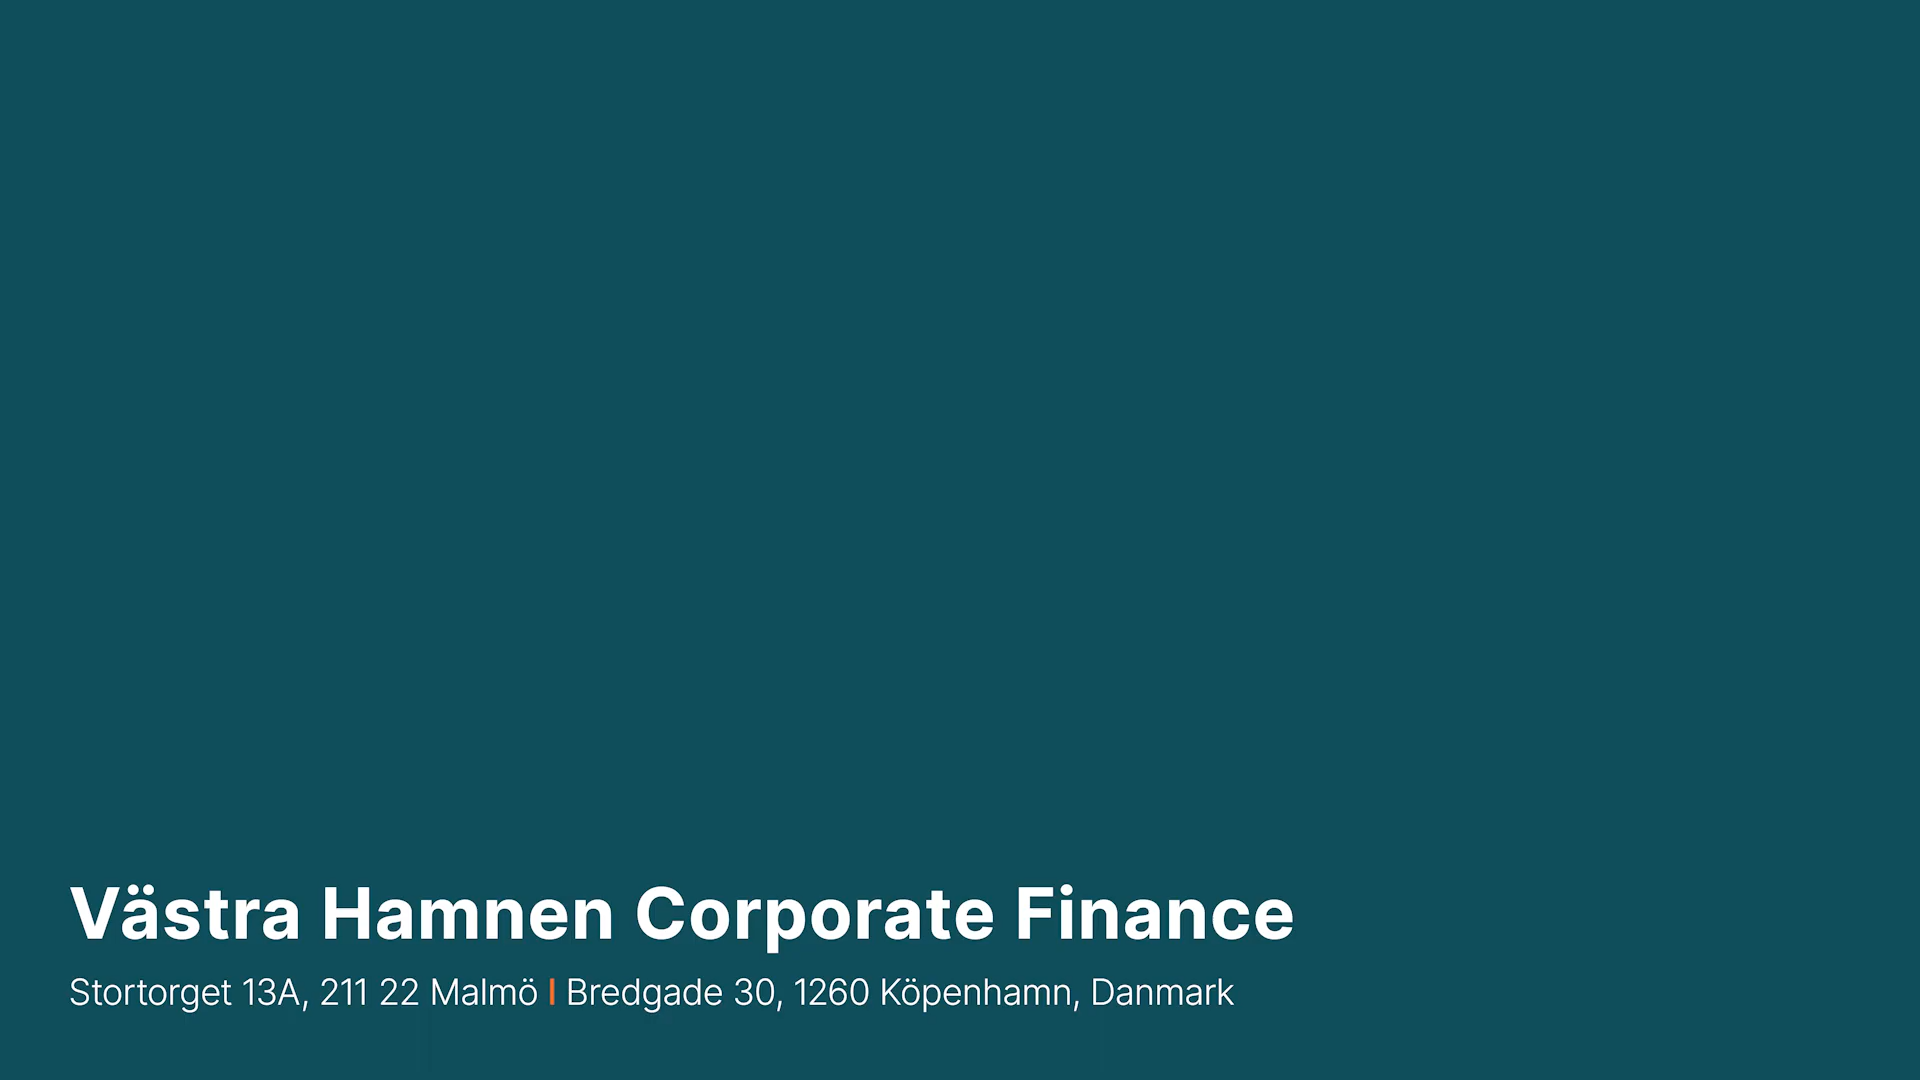 Västra Hamnen Corporate Finance
Stortorget 13A, 211 22 Malmö | Bredgade 30, 1260 Köpenhamn, Danmark